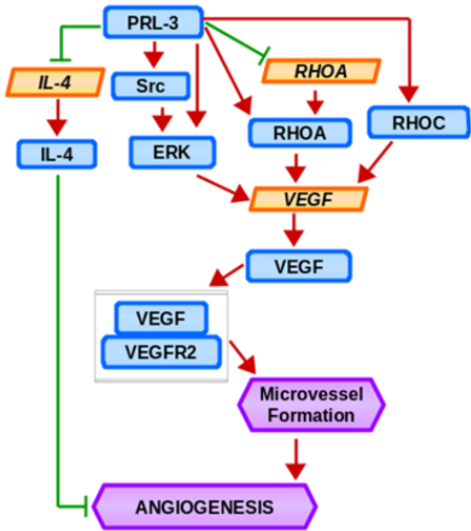 PRL-3
IL-4
Src
RHOA
IL-4
ERK
RHOA
RHOC
VEGF
VEGF
VEGF
VEGFR2
Microvessel
Formation
ANGIOGENESIS